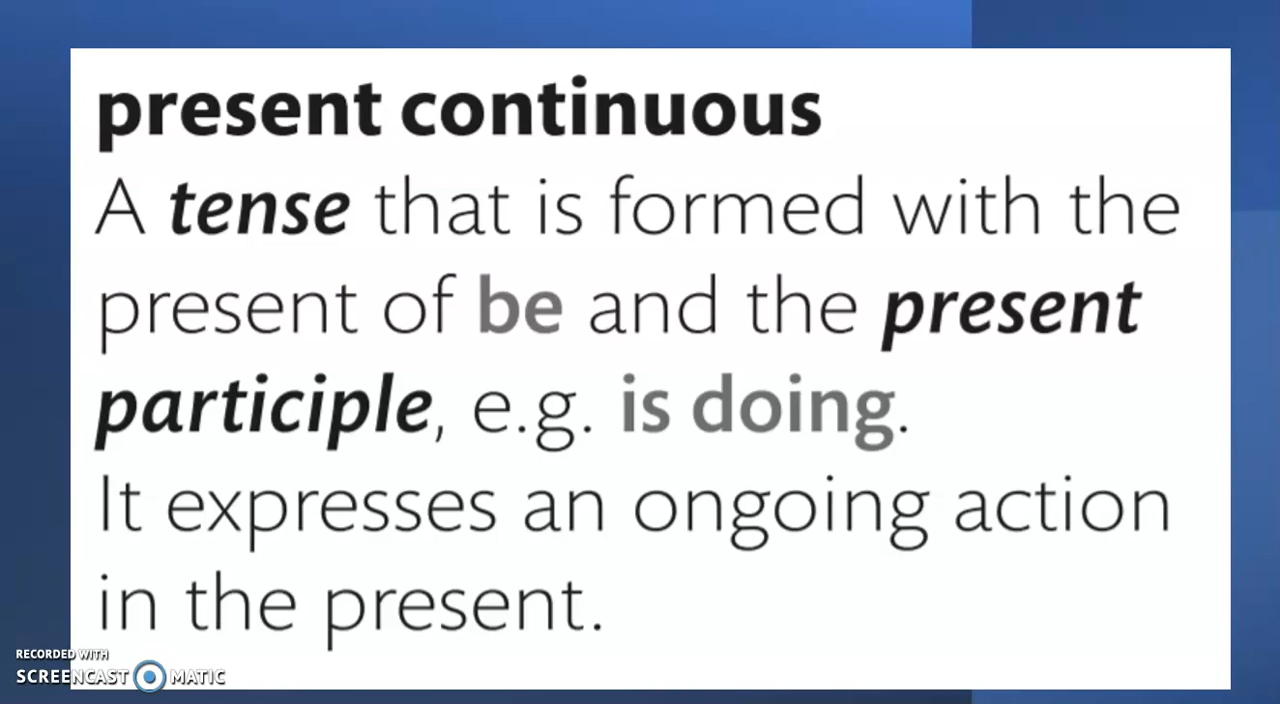 present continuous
A tense that is formed with the
present of be and the present
participle, e.g. is doing.
It expresses an ongoing action
in the present.
RECORDED WITH
SCREENCAST MATIC